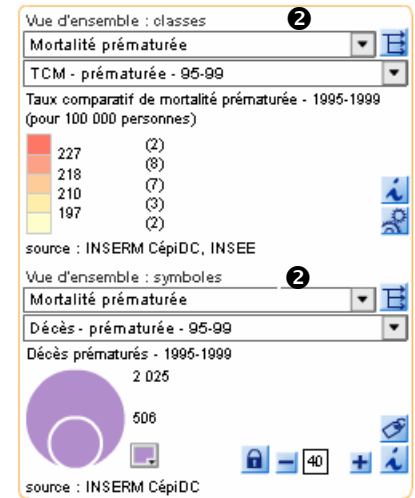 Vue d'ensemble : classes ❷
Mortalité prématurée
TCM - prématurée - 95-99
Taux comparatif de mortalité prématurée - 1995-1999
(pour 100 000 personnes)
(2)
227
(8)
218
(7)
210
(3)
197
(2)
source : INSERM CépiDC, INSEE
Vue d'ensemble : symboles ❷
Mortalité prématurée
Décès - prématurée - 95-99
Décès prématurés - 1995-1999
2 025
506
40
source : INSERM CépiDC